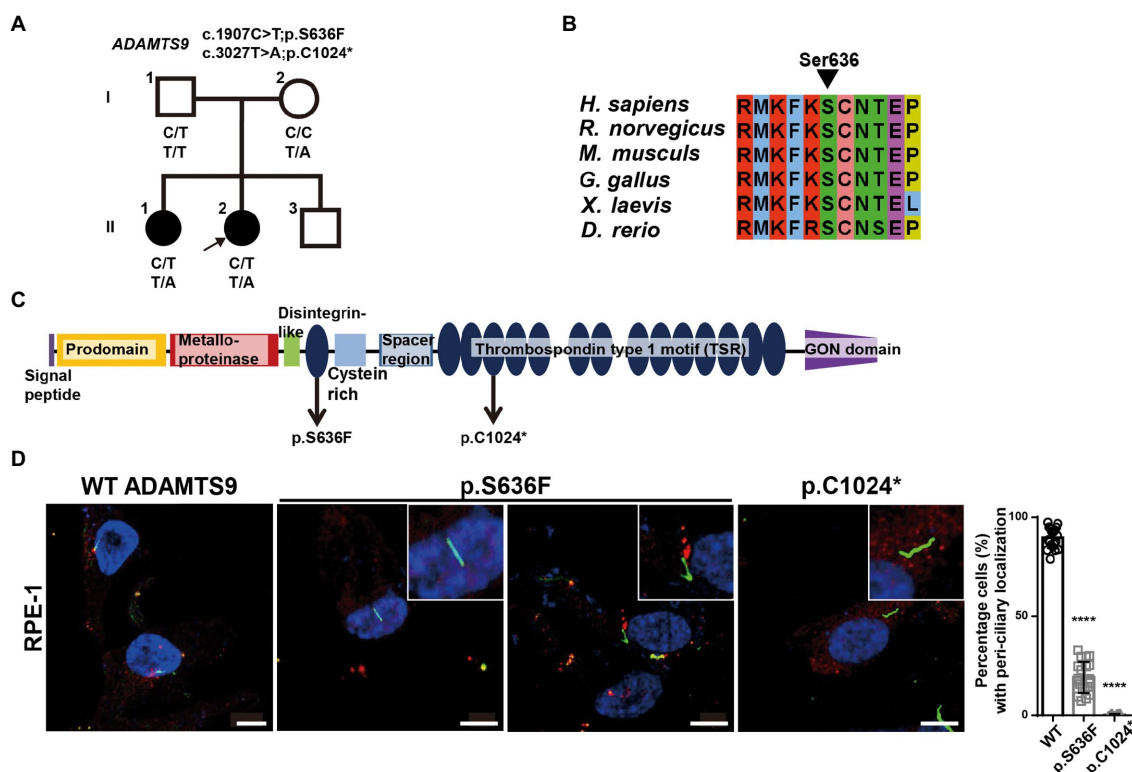 A
ADAMTS9
c.1907C>T;p.S636F
c.3027T>A;p.C1024*
I
1
2
C/T
T/T
C/C
T/A
II
1
2
3
C/T
T/A
C/T
T/A
B
Ser636
H. sapiens RMKFKSCNTEP
R. norvegicus RMKFKSCNTEP
M. musculs RMKFKSCNTEP
G. gallus RMKFKSCNTEP
X. laevis RMKFKSCNTEL
D. rerio RMKFRSCNSEP
C
Signal
peptide
Prodomain
Metallo-
proteinase
Disintegrin-
like
Cystein
rich
Spacer
region
Thrombospondin type 1 motif (TSR)
GON domain
p.S636F
p.C1024*
D
WT ADAMTS9
p.S636F
p.C1024*
RPE-1
Percentage cells (%)
with peri-ciliary localization
100
50
0
****
****
WT
p.S636F
p.C1024*